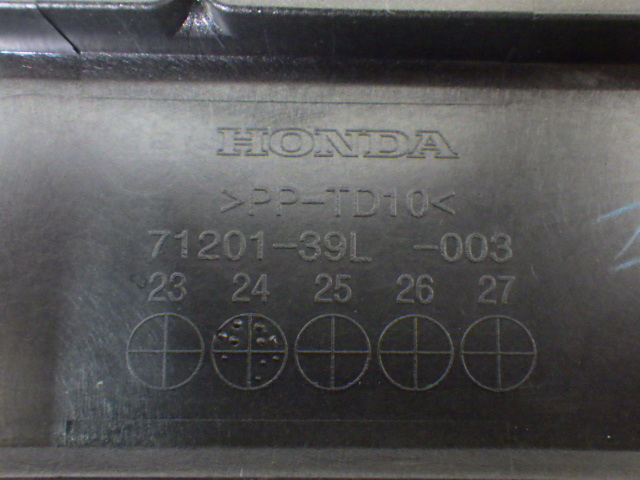 HONDA
>PP-TD10<
71201-39L -003
23 24 25 26 27